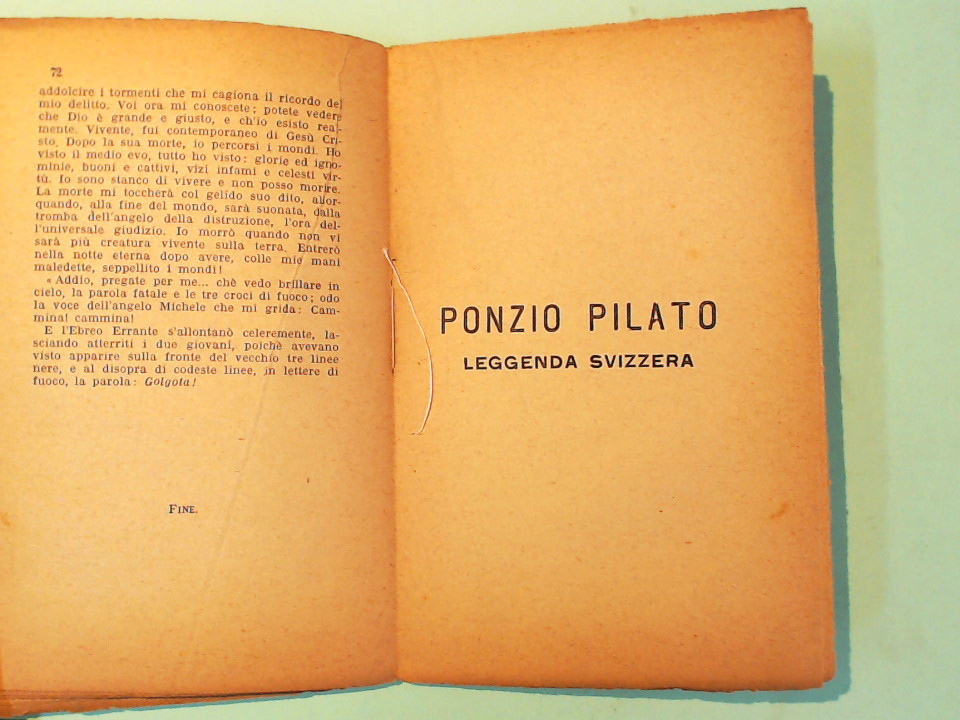 72
addolcire i tormenti che mi cagiona il ricordo del
mio delitto. Voi ora mi conoscete; potete vedere
che Dio è grande e giusto, e ch'io esisto real-
mente. Vivente, fui contemporaneo di Gesù Cri-
sto. Dopo la sua morte, io percorsi i mondi. Ho
visto il medio evo, tutto ho visto: glorie ed igno-
minie, buoni e cattivi, vizi infami e celesti vir-
tù. Io sono stanco di vivere e non posso morire.
La morte mi toccherà col gelido suo dito, allor-
quando, alla fine del mondo, sarà suonata, dalla
tromba dell'angelo della distruzione, l'ora del-
l'universale giudizio. Io morrò quando non vi
sarà più creatura vivente sulla terra. Entrerò
nella notte eterna dopo avere, colle mie mani
maledette, seppellito i mondi!
« Addio, pregate per me... chè vedo brillare in
cielo, la parola fatale e le tre croci di fuoco; odo
la voce dell'angelo Michele che mi grida: Cam-
mina! cammina!
E l'Ebreo Errante s'allontanò celeremente, la-
sciando atterriti i due giovani, poichè avevano
visto apparire sulla fronte del vecchio tre linee
nere, e al disopra di codeste linee, in lettere di
fuoco, la parola: Golgota!
FINE.
PONZIO PILATO
LEGGENDA SVIZZERA